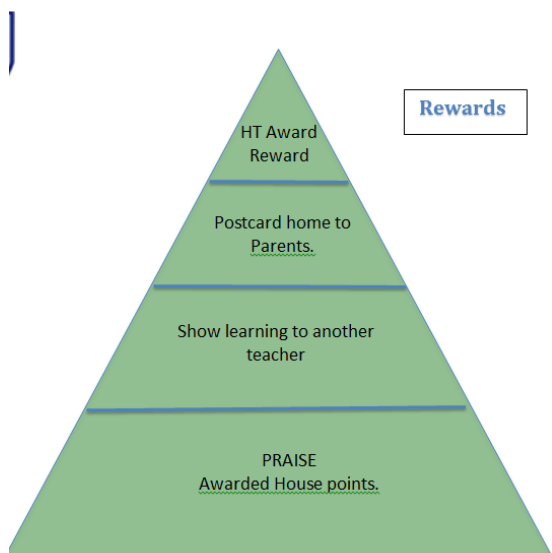 Rewards
HT Award
Reward
Postcard home to
Parents.
Show learning to another
teacher
PRAISE
Awarded House points.